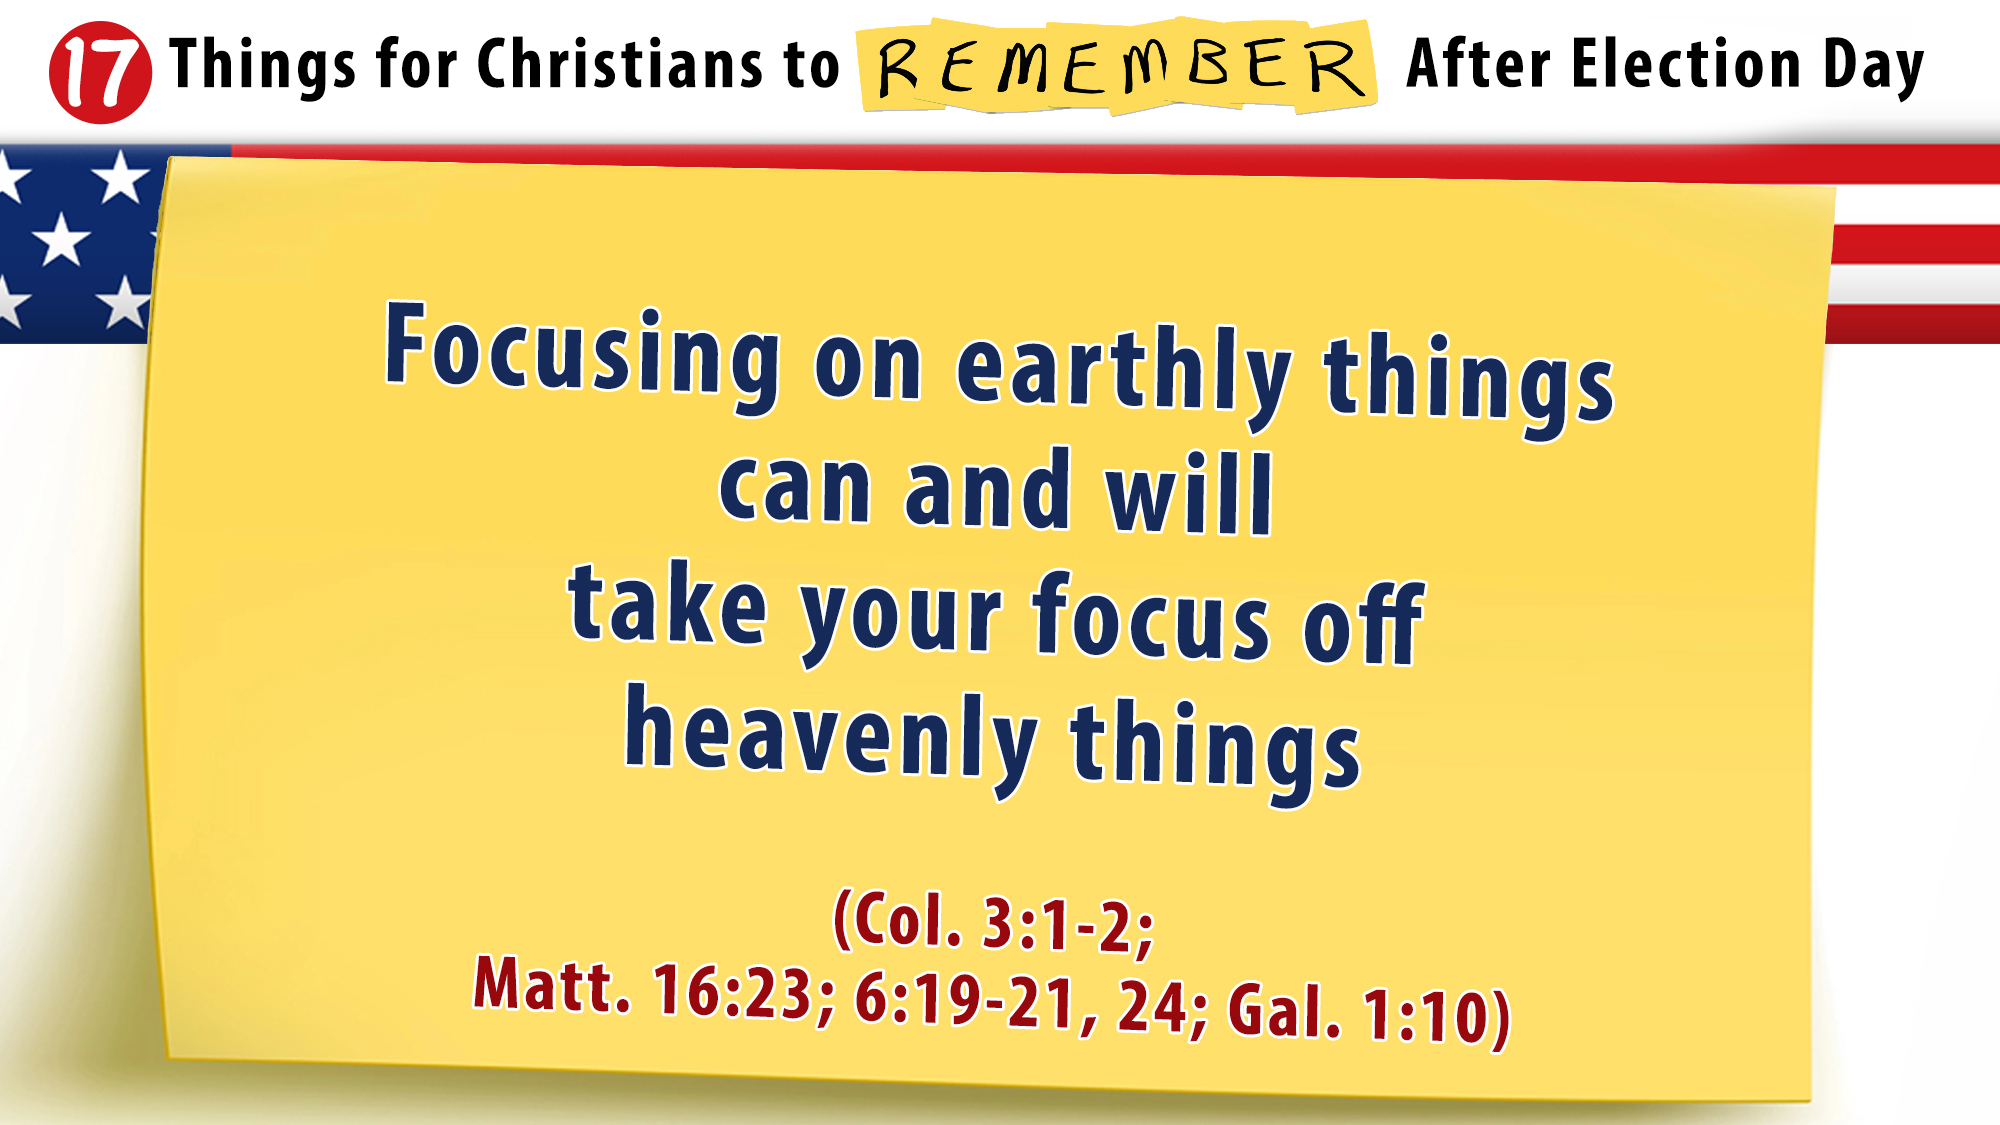 17 Things for Christians to REMEMBER After Election Day
Focusing on earthly things
can and will
take your focus off
heavenly things
(Col. 3:1-2;
Matt. 16:23; 6:19-21, 24; Gal. 1:10)